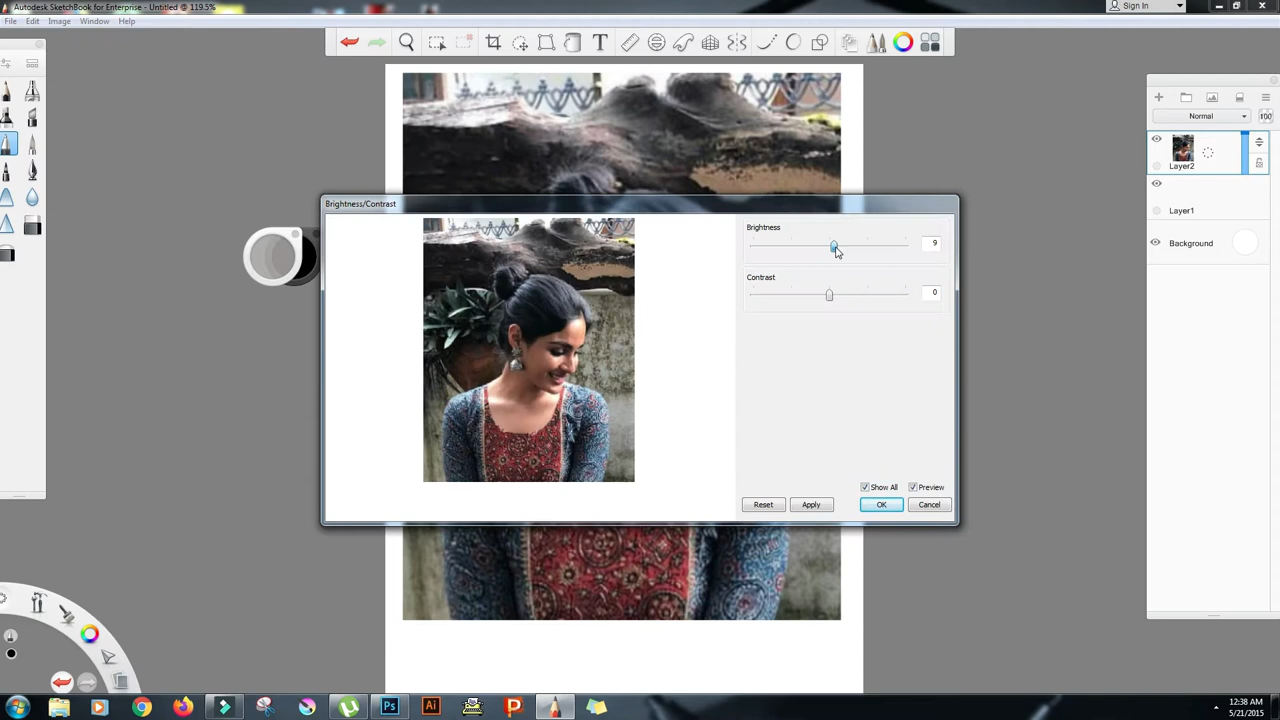 Autodesk SketchBook for Enterprise - Untitled @ 119.5%
Sign In
File Edit Image Window Help
Normal
100
Layer2
Layer1
Background
Brightness/Contrast
Brightness
9
Contrast
0
Show All Preview
Reset Apply OK Cancel
Ps Ai
12:38 AM
5/21/2015